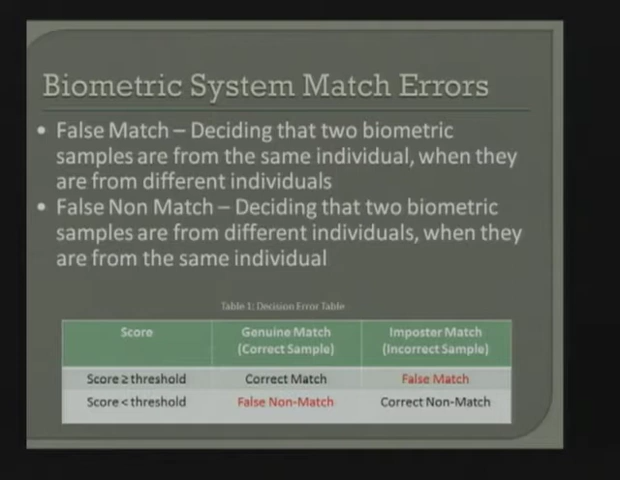 Biometric System Match Errors
• False Match – Deciding that two biometric
samples are from the same individual, when they
are from different individuals
• False Non Match – Deciding that two biometric
samples are from different individuals, when they
are from the same individual
Table 1: Decision Error Table
Score Genuine Match Imposter Match
(Correct Sample) (Incorrect Sample)
Score ≥ threshold Correct Match False Match
Score < threshold False Non-Match Correct Non-Match